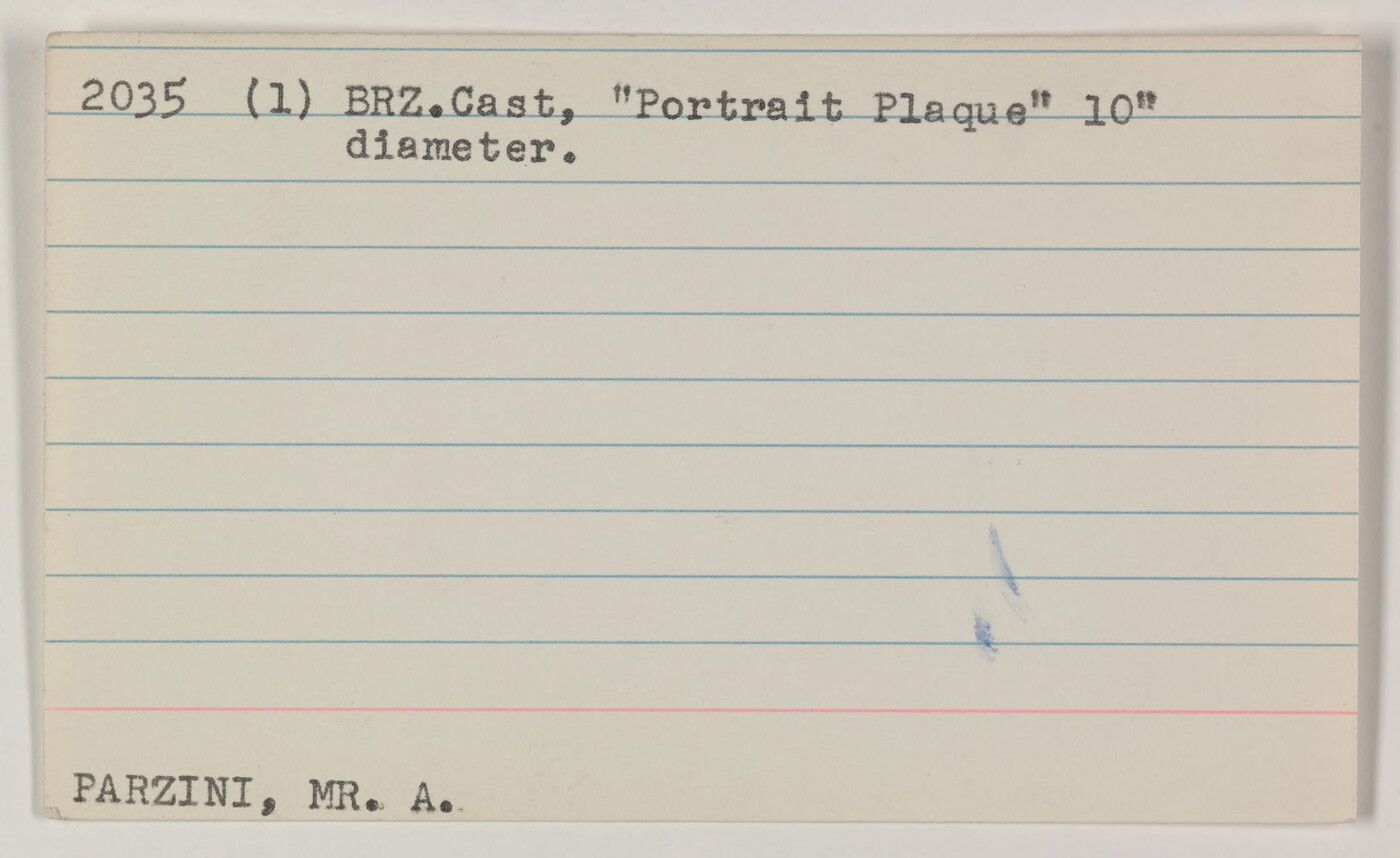 2035 (1) BRZ.Cast, "Portrait Plaque" 10"
diameter.
PARZINI, MR. A.